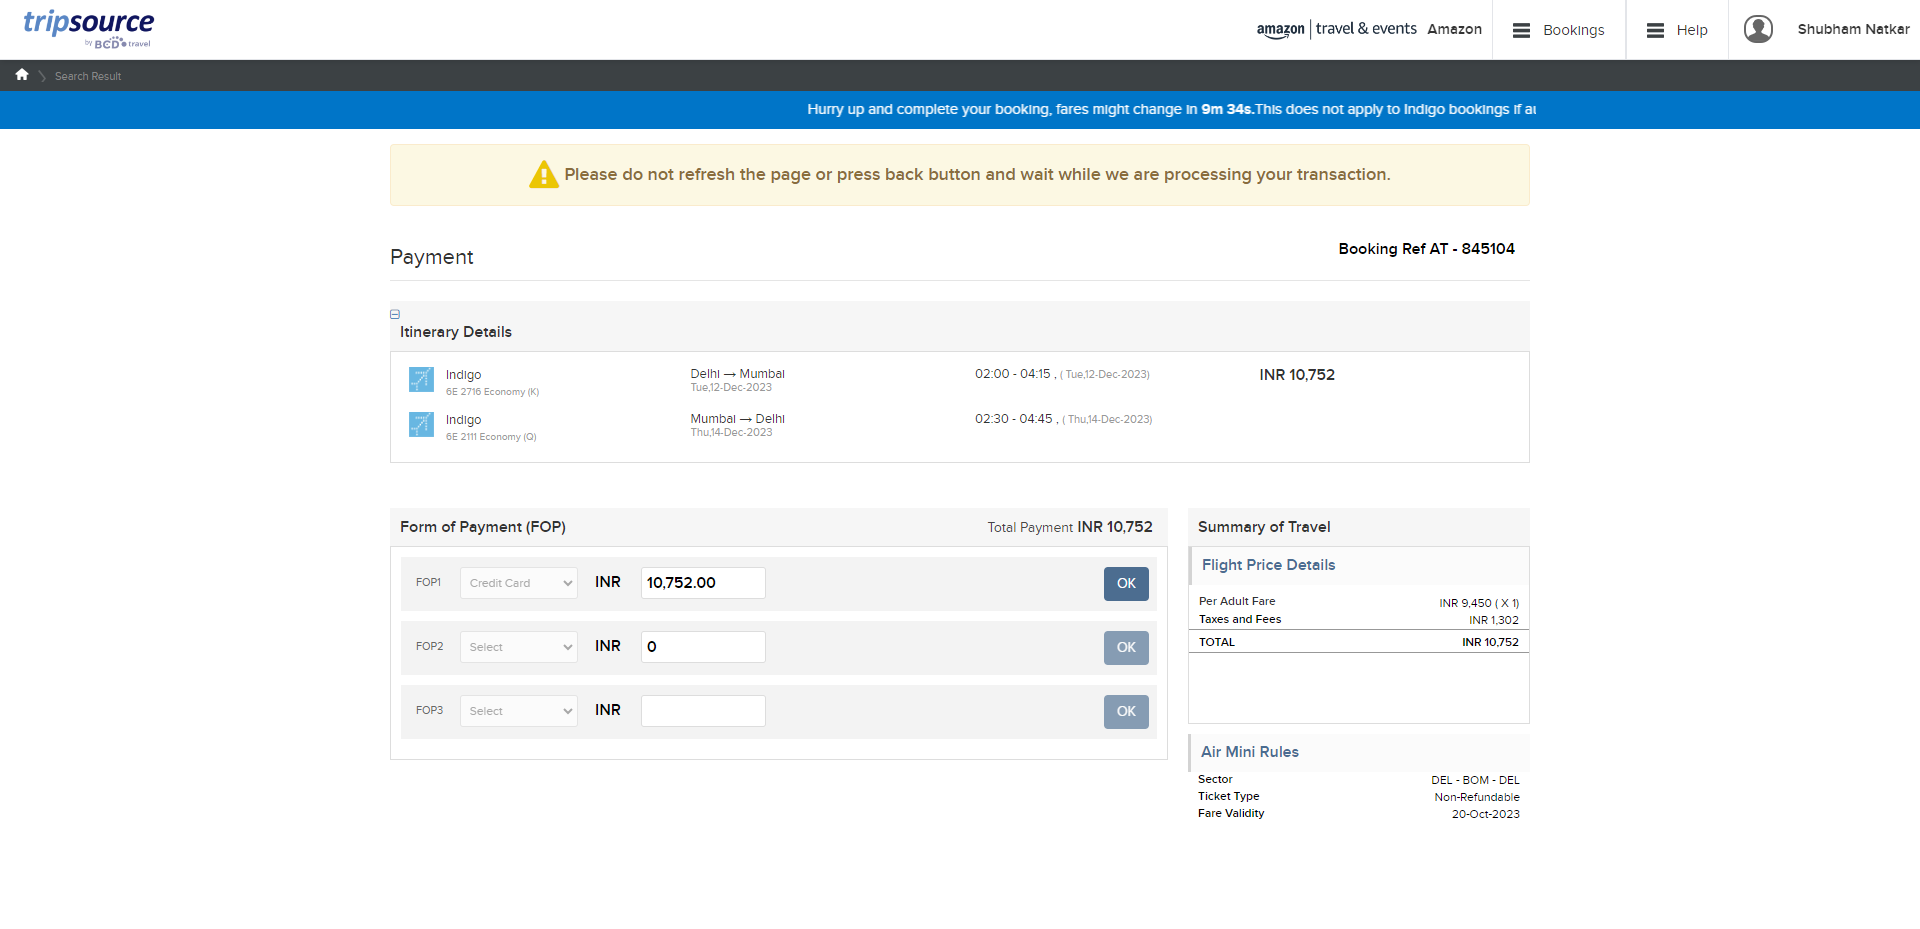 tripsource
by BCD travel
amazon | travel & events Amazon
Bookings
Help
Shubham Natkar
Search Result
Hurry up and complete your booking, fares might change in 9m 34s.This does not apply to Indigo bookings if au
Please do not refresh the page or press back button and wait while we are processing your transaction.
Payment
Booking Ref AT - 845104
Itinerary Details
Indigo
6E 2716 Economy (K)
Delhi → Mumbai
Tue,12-Dec-2023
02:00 - 04:15 , ( Tue,12-Dec-2023)
INR 10,752
Indigo
6E 2111 Economy (Q)
Mumbai → Delhi
Thu,14-Dec-2023
02:30 - 04:45 , ( Thu,14-Dec-2023)
Form of Payment (FOP)
Total Payment INR 10,752
FOP1 Credit Card INR 10,752.00 OK
FOP2 Select INR 0 OK
FOP3 Select INR OK
Summary of Travel
Flight Price Details
Per Adult Fare INR 9,450 ( X 1)
Taxes and Fees INR 1,302
TOTAL INR 10,752
Air Mini Rules
Sector DEL - BOM - DEL
Ticket Type Non-Refundable
Fare Validity 20-Oct-2023